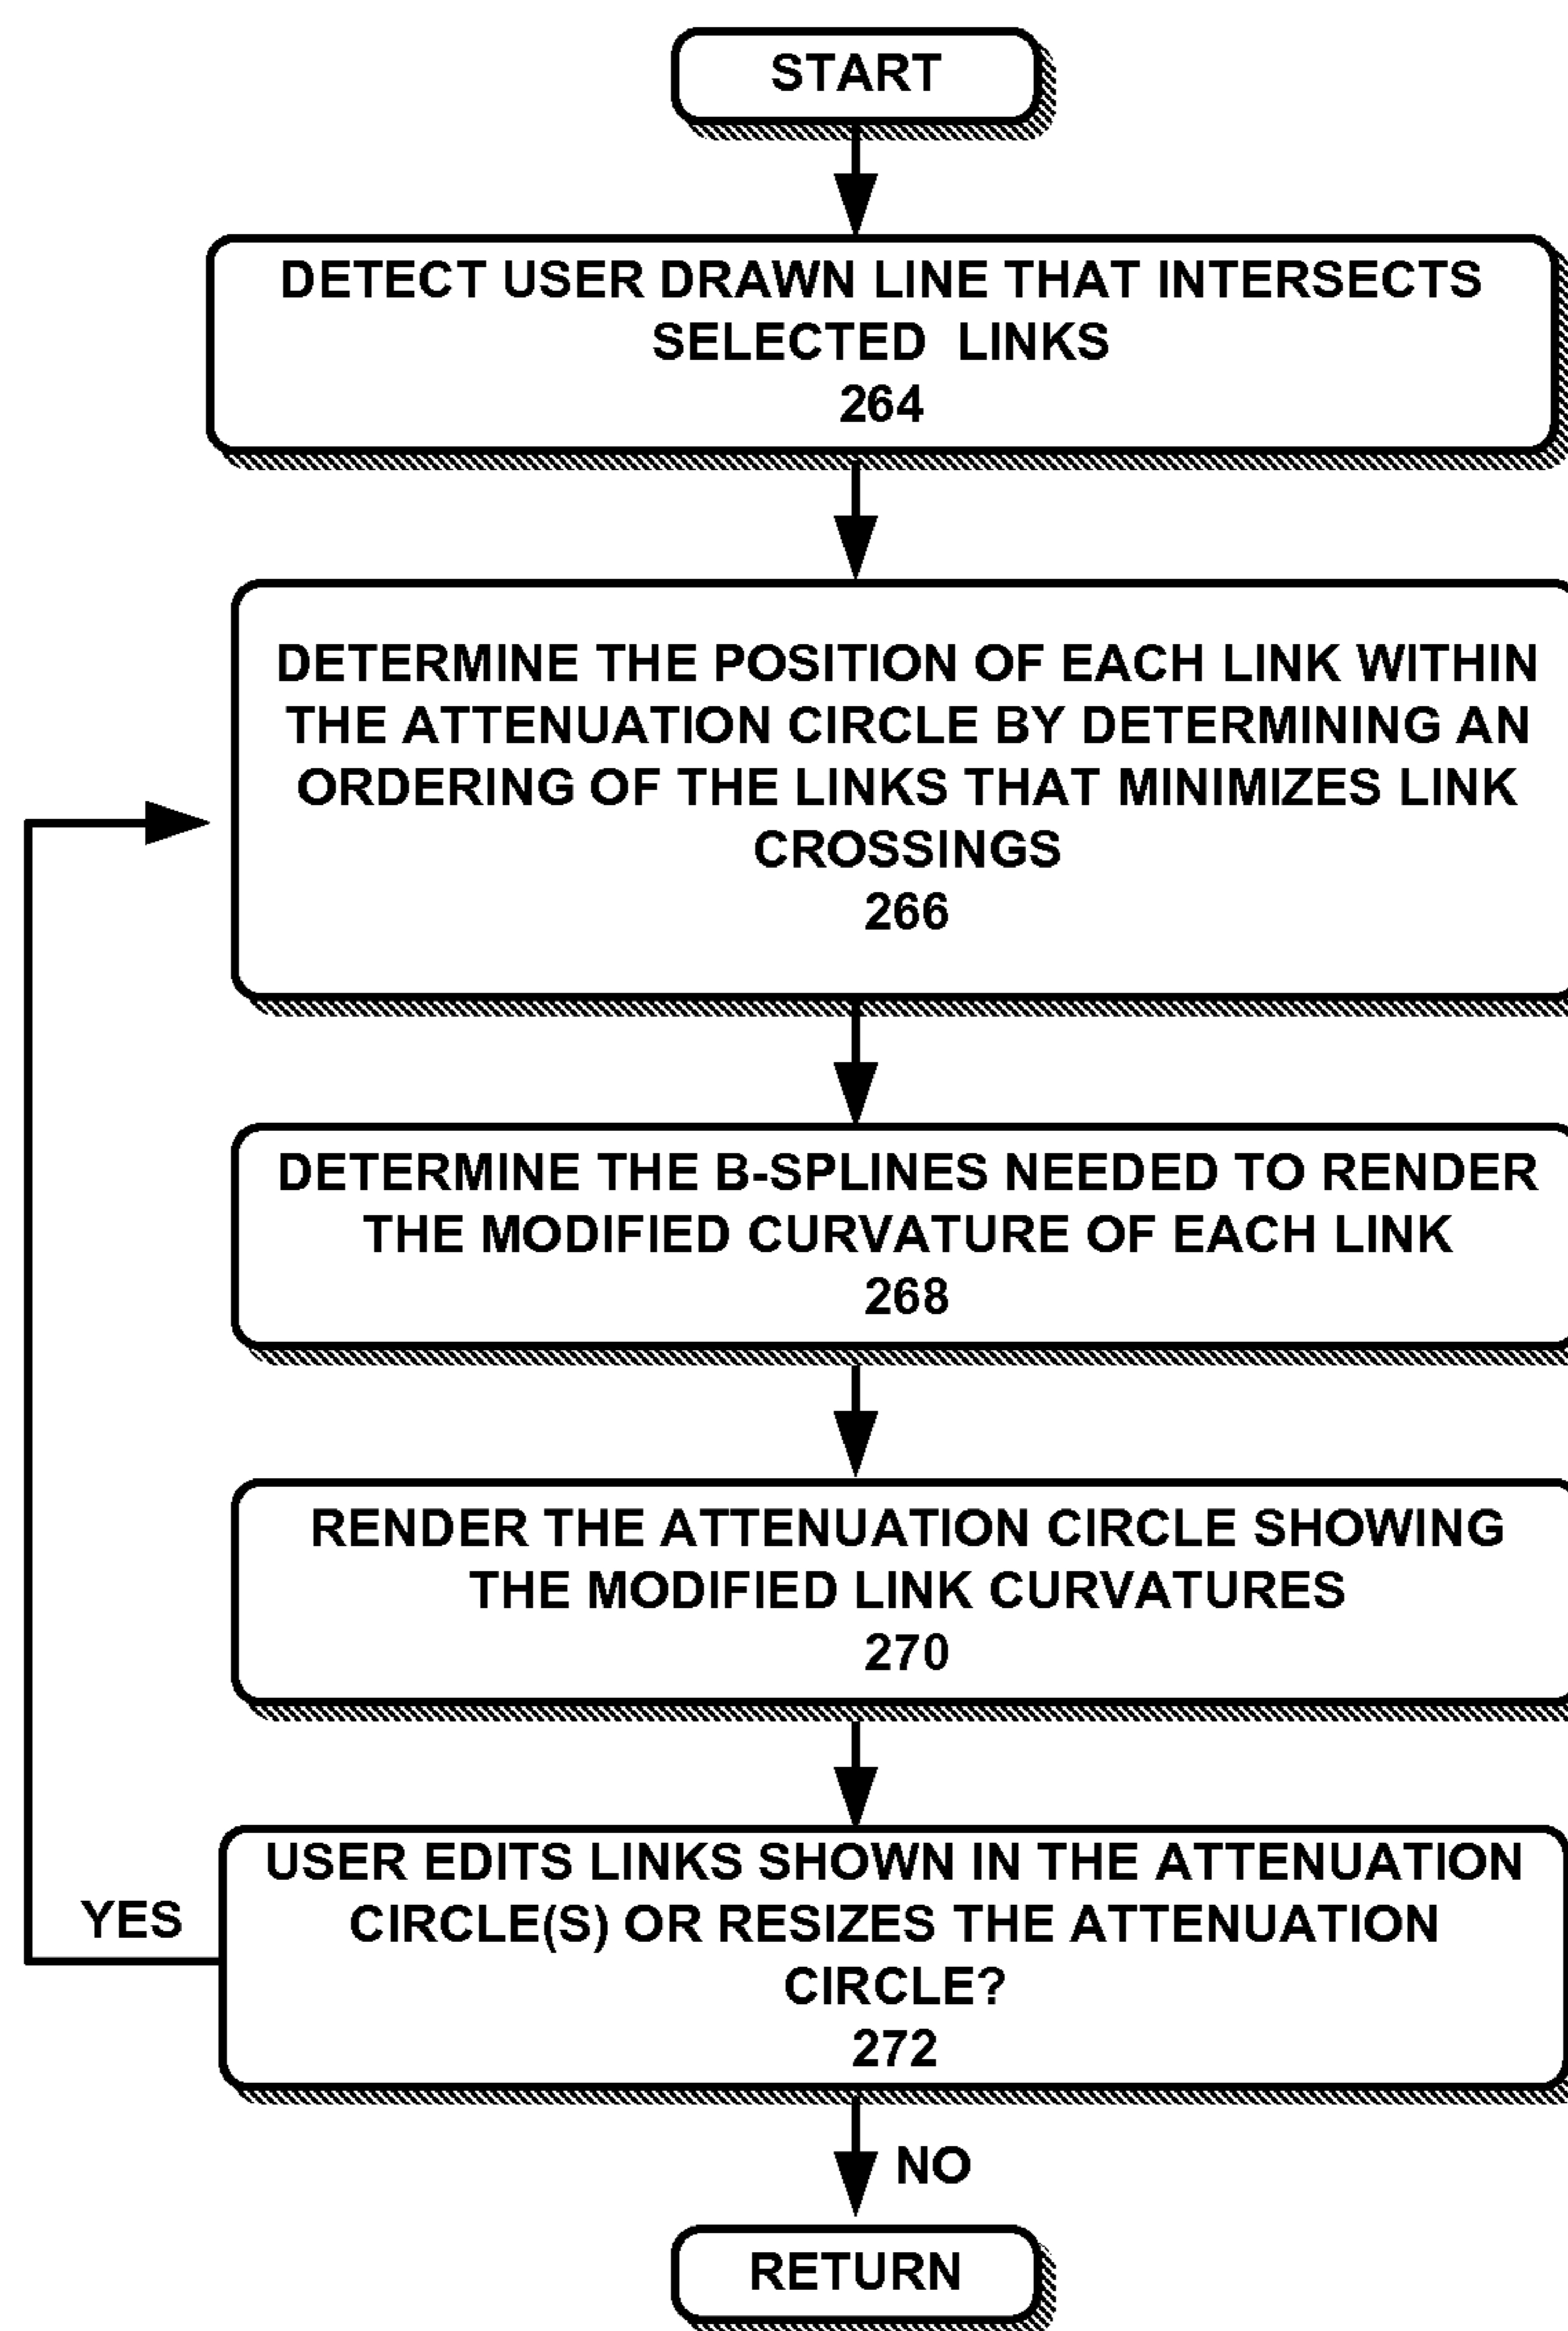 START
DETECT USER DRAWN LINE THAT INTERSECTS
SELECTED LINKS
264
DETERMINE THE POSITION OF EACH LINK WITHIN
THE ATTENUATION CIRCLE BY DETERMINING AN
ORDERING OF THE LINKS THAT MINIMIZES LINK
CROSSINGS
266
DETERMINE THE B-SPLINES NEEDED TO RENDER
THE MODIFIED CURVATURE OF EACH LINK
268
RENDER THE ATTENUATION CIRCLE SHOWING
THE MODIFIED LINK CURVATURES
270
USER EDITS LINKS SHOWN IN THE ATTENUATION
CIRCLE(S) OR RESIZES THE ATTENUATION
CIRCLE?
272
YES
NO
RETURN